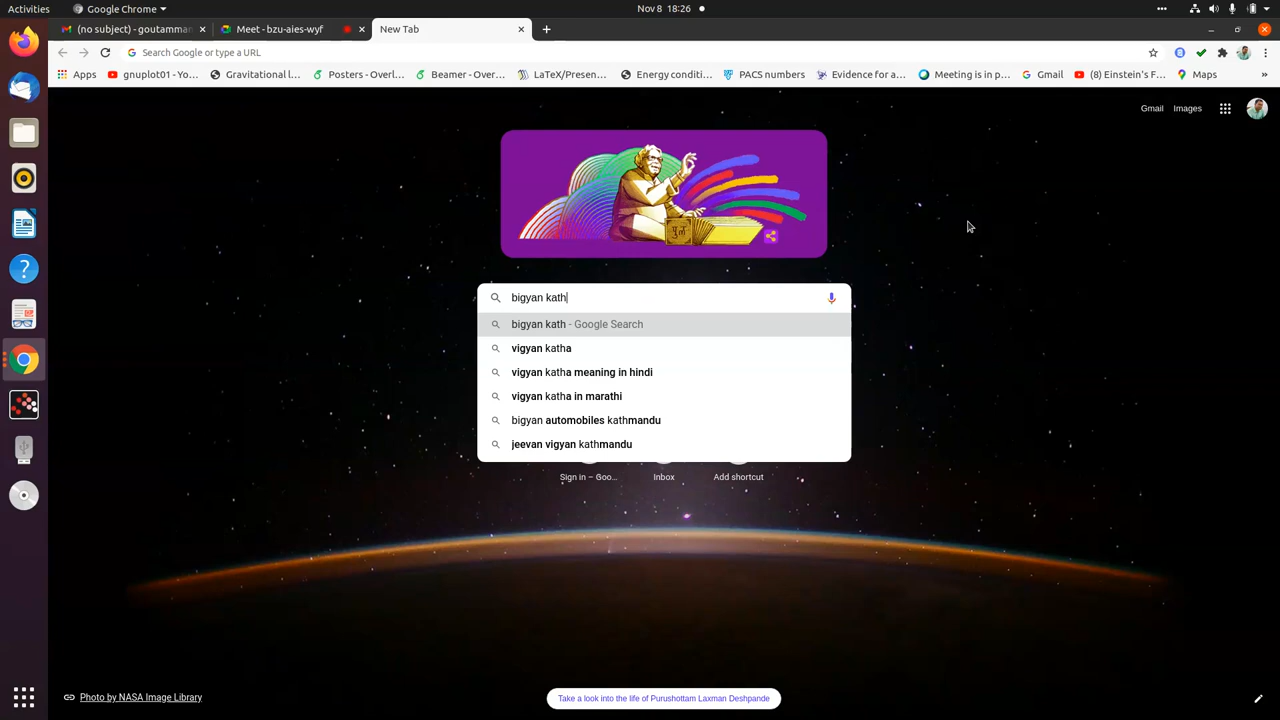 Activities
Google Chrome
Nov 8 18:26
(no subject) - goutamman
Meet - bzu-aies-wyf
New Tab
Search Google or type a URL
Apps
gnuplot01 - Yo...
Gravitational l...
Posters - Overl...
Beamer - Over...
LaTeX/Presen...
Energy conditi...
PACS numbers
Evidence for a...
Meeting is in p...
Gmail
(8) Einstein's F...
Maps
»
Gmail
Images
पु ल
bigyan kath
bigyan kath - Google Search
vigyan katha
vigyan katha meaning in hindi
vigyan katha in marathi
bigyan automobiles kathmandu
jeevan vigyan kathmandu
Sign in – Goo...
Inbox
Add shortcut
Photo by NASA Image Library
Take a look into the life of Purushottam Laxman Deshpande